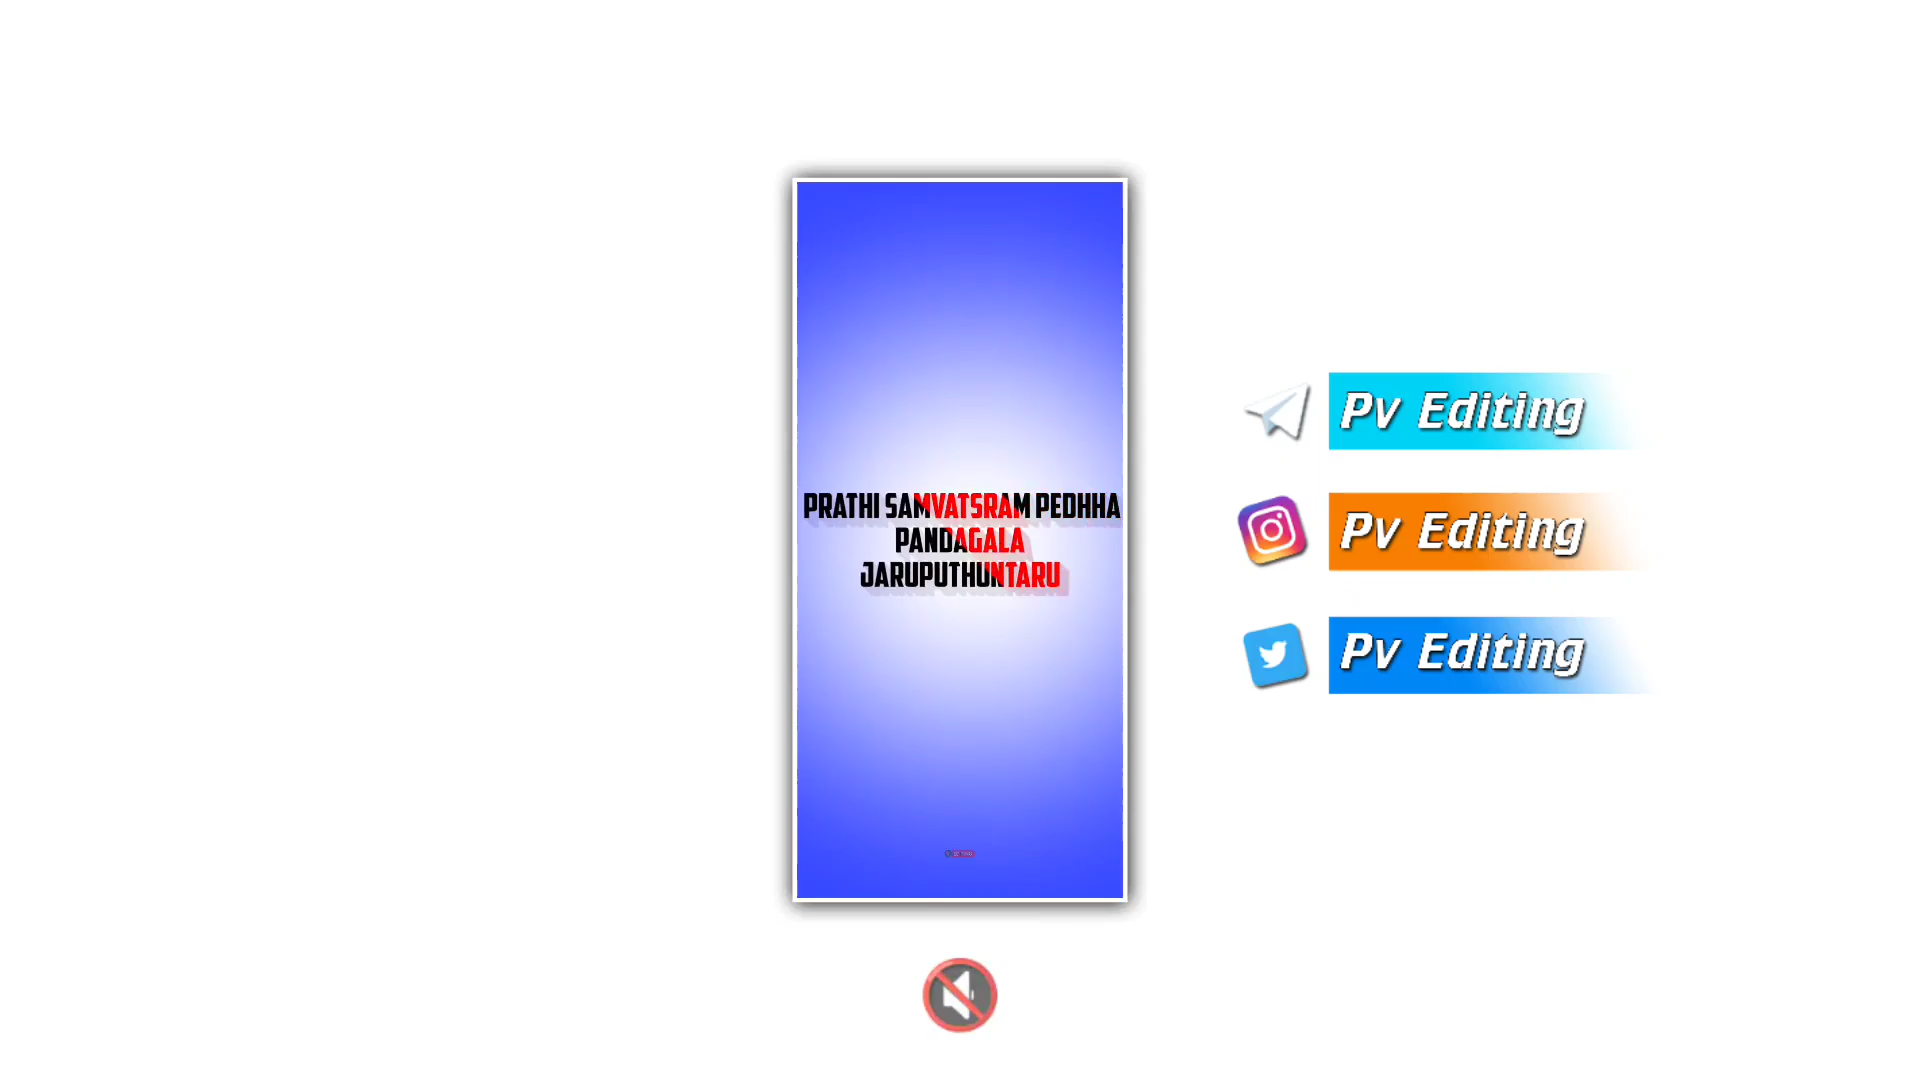 PRATHI SAMVATSRAM PEDHHA
PANDAGALA
JARUPUTHUNTARU
Pv Editing
Pv Editing
Pv Editing